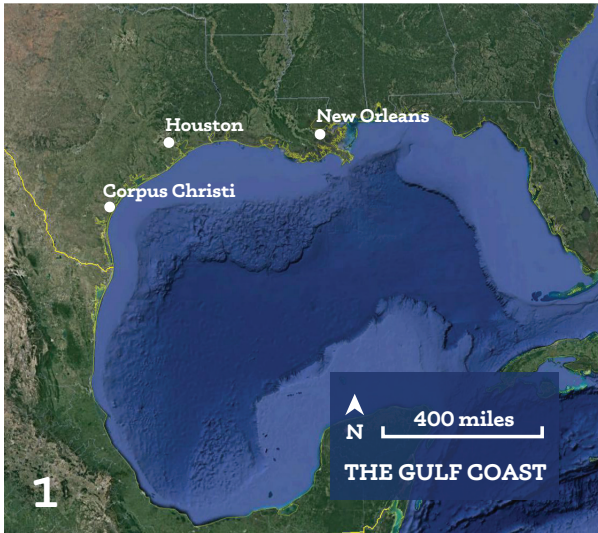 New Orleans
Houston
Corpus Christi
400 miles
N
THE GULF COAST
1